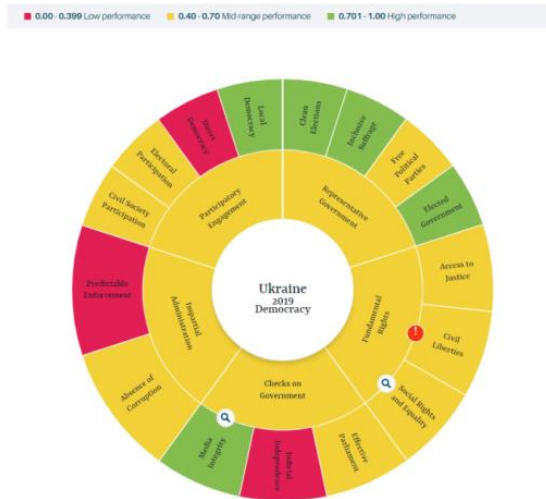 0.00 - 0.399 Low performance
0.40 - 0.70 Mid-range performance
0.701 - 1.00 High performance
Clean
Elections
Inclusive
Suffrage
Free
Political
Parties
Elected
Government
Access to
Justice
Civil
Liberties
Social Rights
and Equality
Effective
Parliament
Judicial
Independence
Media
Integrity
Absence of
Corruption
Predictable
Enforcement
Civil Society
Participation
Electoral
Participation
Direct
Democracy
Local
Democracy
Representative
Government
Fundamental
Rights
Checks on
Government
Impartial
Administration
Participatory
Engagement
Ukraine
2019
Democracy
!